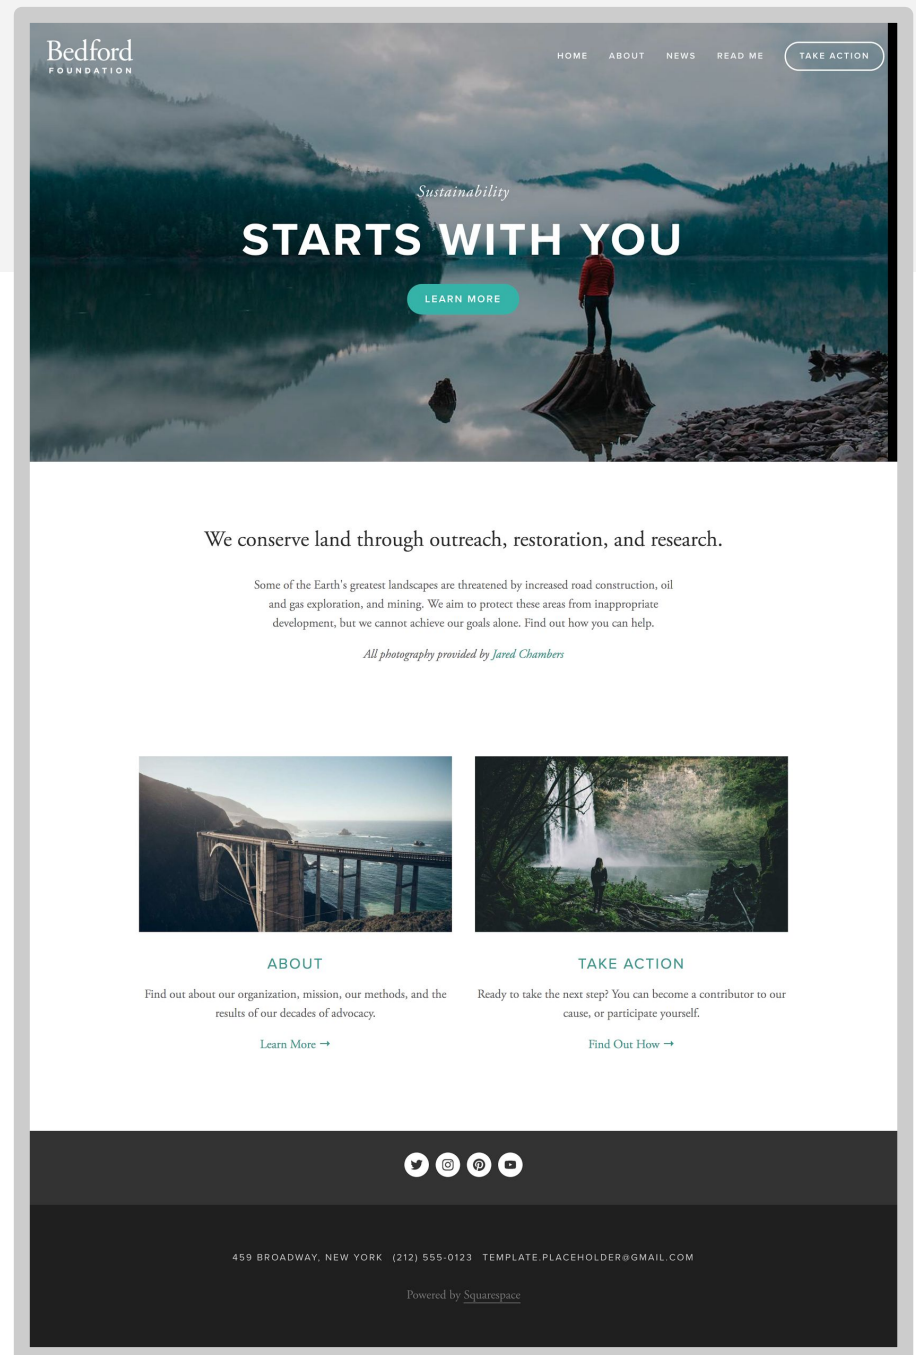 Bedford
FOUNDATION
HOME ABOUT NEWS READ ME TAKE ACTION
Sustainability
STARTS WITH YOU
LEARN MORE
We conserve land through outreach, restoration, and research.
Some of the Earth's greatest landscapes are threatened by increased road construction, oil
and gas exploration, and mining. We aim to protect these areas from inappropriate
development, but we cannot achieve our goals alone. Find out how you can help.
All photography provided by Jared Chambers
ABOUT
Find out about our organization, mission, our methods, and the
results of our decades of advocacy.
Learn More →
TAKE ACTION
Ready to take the next step? You can become a contributor to our
cause, or participate yourself.
Find Out How →
459 BROADWAY, NEW YORK (212) 555-0123 TEMPLATE.PLACEHOLDER@GMAIL.COM
Powered by Squarespace